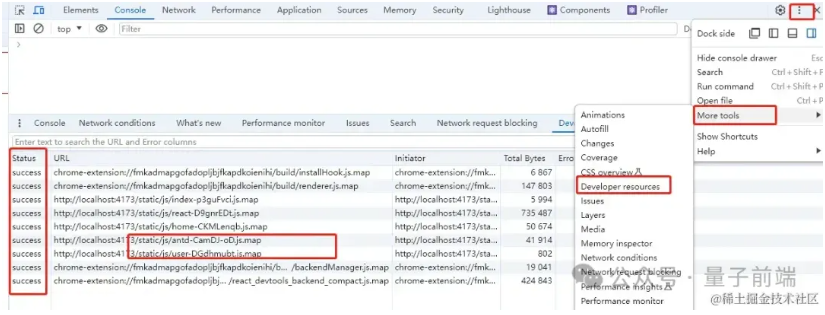 Elements Console Network Performance Application Sources Memory Security Lighthouse Components Profiler
top Filter
Dock side
Hide console drawer Esc
Search Ctrl + Shift + F
Run command Ctrl + Shift + P
Open file Ctrl + P
More tools
Show Shortcuts
Help
Console Network conditions What's new Performance monitor Issues Search Network request blocking
Enter text to search the URL and Error columns
Status URL Initiator Total Bytes Error
success chrome-extension://fmkadmapgofadopljbjfkapdkoienihi/build/installHook.js.map chrome-extension://fmk... 6 867
success chrome-extension://fmkadmapgofadopljbjfkapdkoienihi/build/renderer.js.map chrome-extension://fmk... 147 803
success http://localhost:4173/static/js/index-p3guFvci.js.map http://localhost:4173/sta... 5 994
success http://localhost:4173/static/js/react-D9gnrEDt.js.map http://localhost:4173/sta... 735 487
success http://localhost:4173/static/js/home-CKMLenqb.js.map http://localhost:4173/sta... 50 674
success http://localhost:4173/static/js/antd-CamDJ-oD.js.map http://localhost:4173/sta... 41 914
success http://localhost:4173/static/js/user-DGdhmubt.js.map http://localhost:4173/sta... 802
success chrome-extension://fmkadmapgofadopljbjfkapdkoienihi/b... /backendManager.js.map chrome-extension://fmk... 19 041
success chrome-extension://fmkadmapgofadopljbj... /react_devtools_backend_compact.js.map chrome-extension://fmk... 424 843
Animations
Autofill
Changes
Coverage
CSS overview
Developer resources
Issues
Layers
Media
Memory inspector
Network conditions
Network request blocking
Performance insights
Performance monitor
公众号 · 量子前端
@稀土掘金技术社区